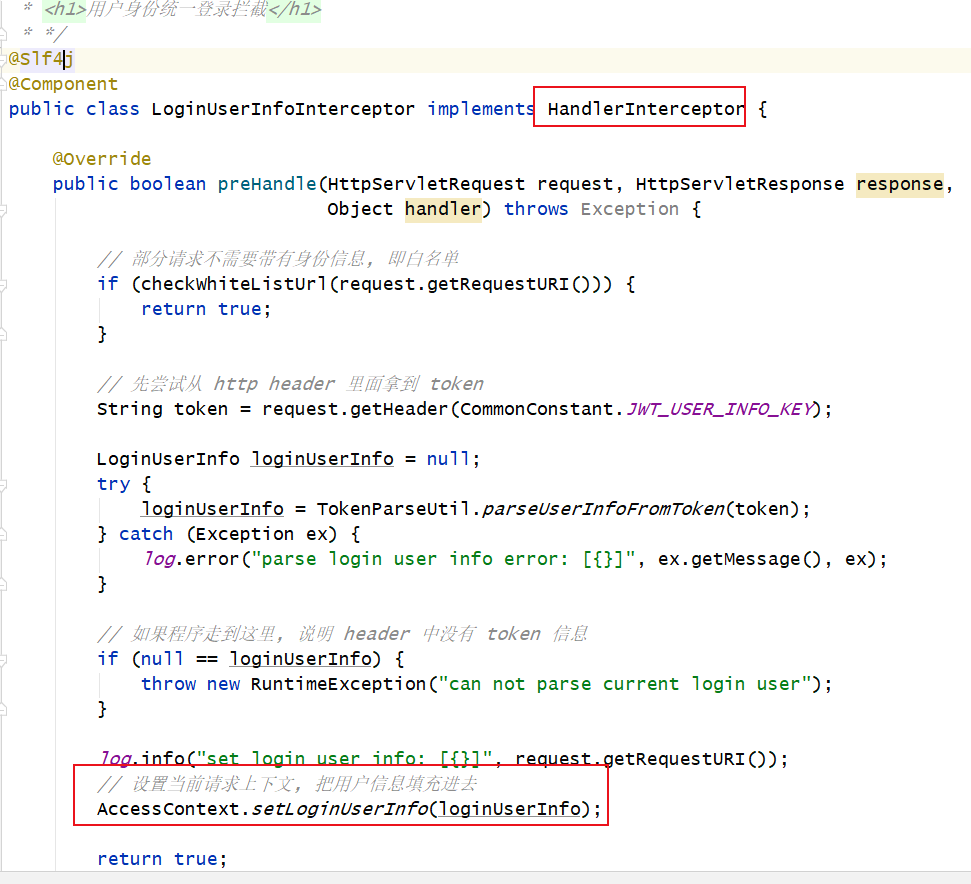 * <h1>用户身份统一登录拦截</h1>
* */
@Slf4j
@Component
public class LoginUserInfoInterceptor implements HandlerInterceptor {
@Override
public boolean preHandle(HttpServletRequest request, HttpServletResponse response,
Object handler) throws Exception {
// 部分请求不需要带有身份信息, 即白名单
if (checkWhiteListUrl(request.getRequestURI())) {
return true;
}
// 先尝试从 http header 里面拿到 token
String token = request.getHeader(CommonConstant.JWT_USER_INFO_KEY);
LoginUserInfo loginUserInfo = null;
try {
loginUserInfo = TokenParseUtil.parseUserInfoFromToken(token);
} catch (Exception ex) {
log.error("parse login user info error: [{}]", ex.getMessage(), ex);
}
// 如果程序走到这里, 说明 header 中没有 token 信息
if (null == loginUserInfo) {
throw new RuntimeException("can not parse current login user");
}
log.info("set login user info: [{}]", request.getRequestURI());
// 设置当前请求上下文, 把用户信息填充进去
AccessContext.setLoginUserInfo(loginUserInfo);
return true;